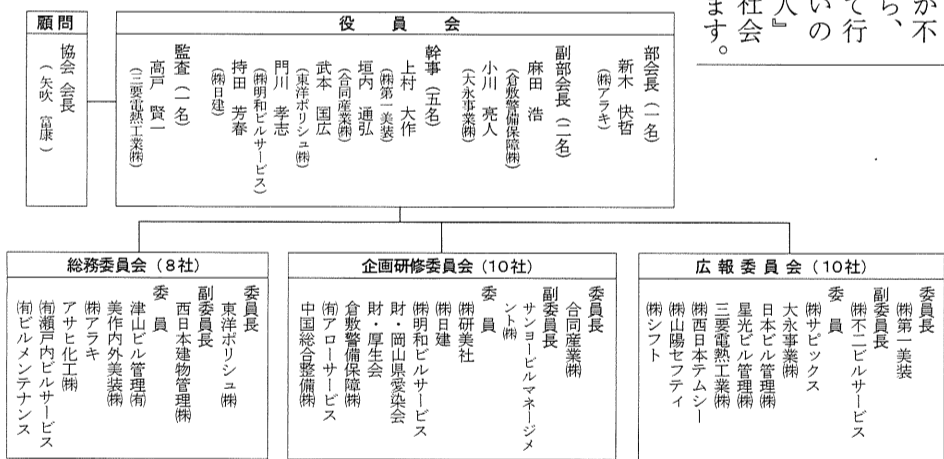 が不
ら、
て行
いの
人』
社会
ます。
役員会
部会長（一名）
新木 快哲
（㈱アラキ）
副部会長（二名）
麻田 浩
（倉敷警備保障㈱）
小川 亮人
（大永事業㈱）
幹事（五名）
上村 大作
（㈱第一美装）
垣内 通弘
（合同産業㈱）
武本 国広
（東洋ポリシュ㈱）
門川 孝志
（㈱明和ビルサービス）
持田 芳春
（㈱日建）
監査（一名）
高戸 賢一
（三要電熱工業㈱）
顧問
協会 会長
（矢吹 富康）
広報委員会（10社）
委員長
㈱第一美装
副委員長
㈱不二ビルサービス
委員
㈱サピックス
大永事業㈱
日本ビル管理㈱
星光ビル管理㈱
三要電熱工業㈱
㈱西日本テムシー
㈱山陽セフティ
㈱シフト
企画研修委員会（10社）
委員長
合同産業㈱
副委員長
サンヨービルマネージメ
ント㈱
委員
㈱研美社
㈱日建
㈱明和ビルサービス
財・岡山県愛染会
財・厚生会
倉敷警備保障㈱
㈲アローサービス
中国総合整備㈱
総務委員会（8社）
委員長
東洋ポリシュ㈱
副委員長
西日本建物管理㈱
委員
津山ビル管理㈲
美作内外美装㈱
㈱アラキ
アサヒ化工㈱
㈲瀬戸内ビルサービス
㈲ビルメンテナンス